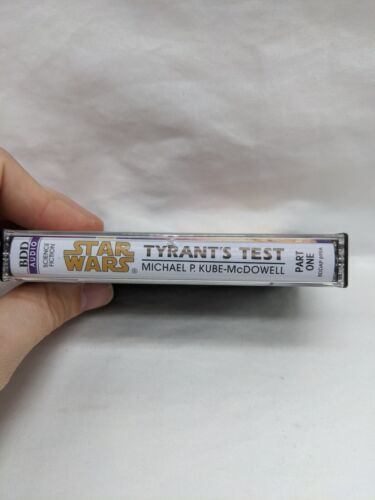 BDD
AUDIO
SCIENCE
FICTION
STAR
WARS®
TYRANT'S TEST
MICHAEL P. KUBE-McDOWELL
PART
ONE